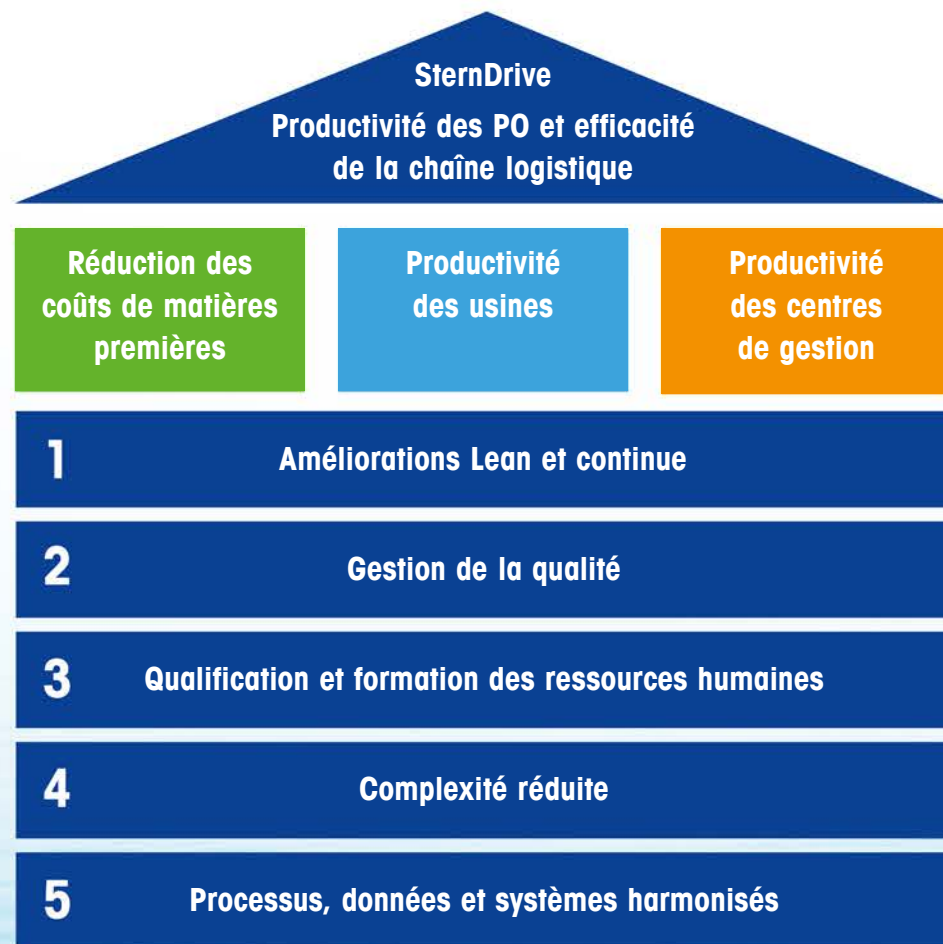 SternDrive
Productivité des PO et efficacité
de la chaîne logistique
Réduction des
coûts de matières
premières
Productivité
des usines
Productivité
des centres
de gestion
1 Améliorations Lean et continue
2 Gestion de la qualité
3 Qualification et formation des ressources humaines
4 Complexité réduite
5 Processus, données et systèmes harmonisés